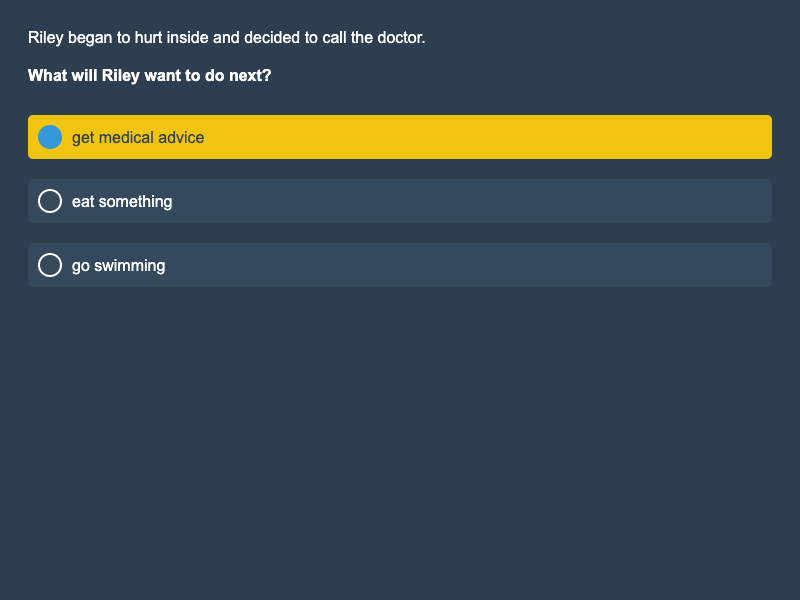 Riley began to hurt inside and decided to call the doctor.
What will Riley want to do next?
get medical advice
eat something
go swimming